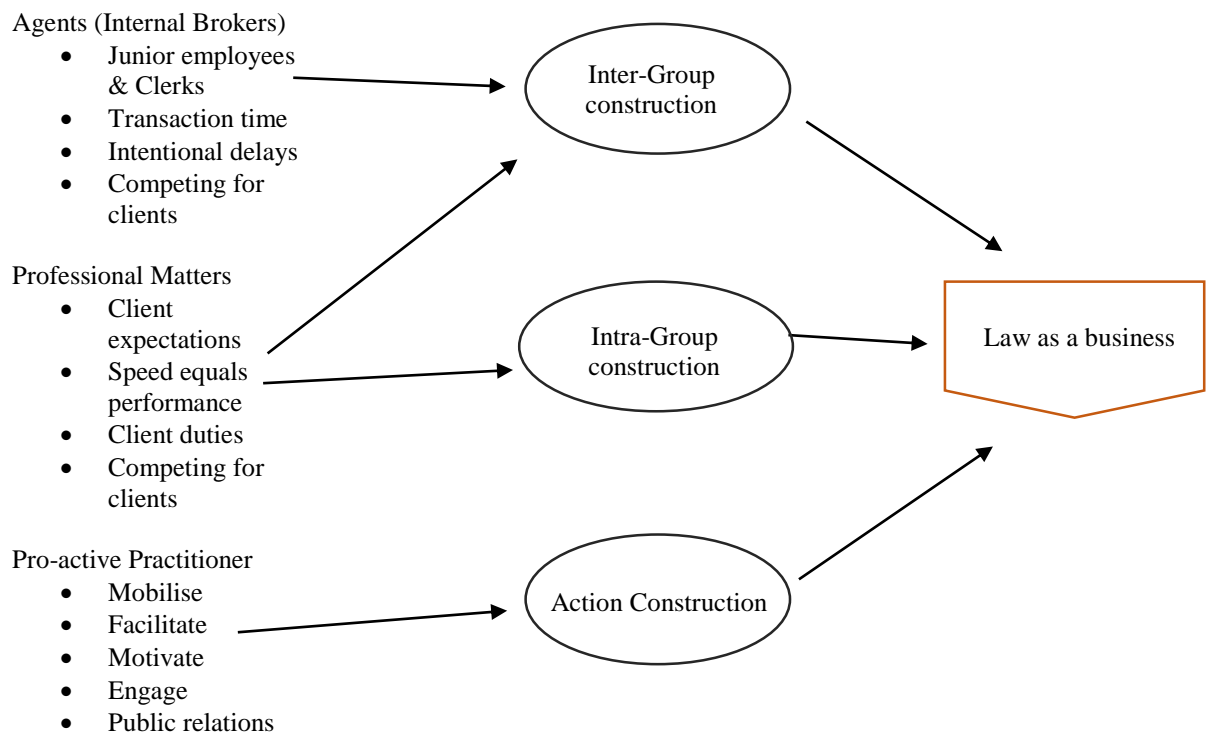 Agents (Internal Brokers)
• Junior employees
& Clerks
• Transaction time
• Intentional delays
• Competing for
clients
Inter-Group
construction
Professional Matters
• Client
expectations
• Speed equals
performance
• Client duties
• Competing for
clients
Intra-Group
construction
Law as a business
Pro-active Practitioner
• Mobilise
• Facilitate
• Motivate
• Engage
• Public relations
Action Construction